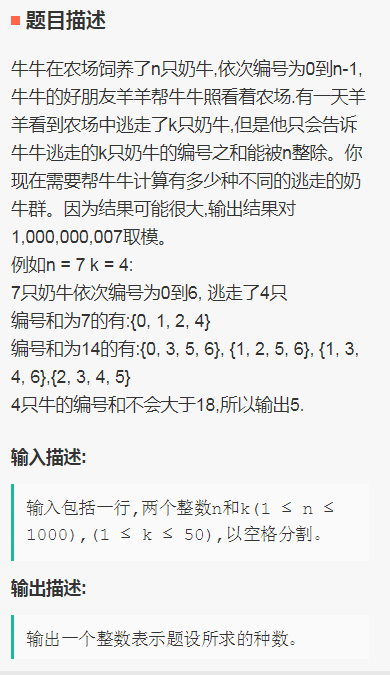 题目描述
牛牛在农场饲养了n只奶牛,依次编号为0到n-1,
牛牛的好朋友羊羊帮牛牛照看着农场.有一天羊
羊看到农场中逃走了k只奶牛,但是他只会告诉
牛牛逃走的k只奶牛的编号之和能被n整除。你
现在需要帮牛牛计算有多少种不同的逃走的奶
牛群。因为结果可能很大,输出结果对
1,000,000,007取模。
例如n = 7 k = 4:
7只奶牛依次编号为0到6, 逃走了4只
编号和为7的有:{0, 1, 2, 4}
编号和为14的有:{0, 3, 5, 6}, {1, 2, 5, 6}, {1, 3,
4, 6},{2, 3, 4, 5}
4只牛的编号和不会大于18,所以输出5.
输入描述:
输入包括一行,两个整数n和k(1 ≤ n ≤
1000),(1 ≤ k ≤ 50),以空格分割。
输出描述:
输出一个整数表示题设所求的种数。